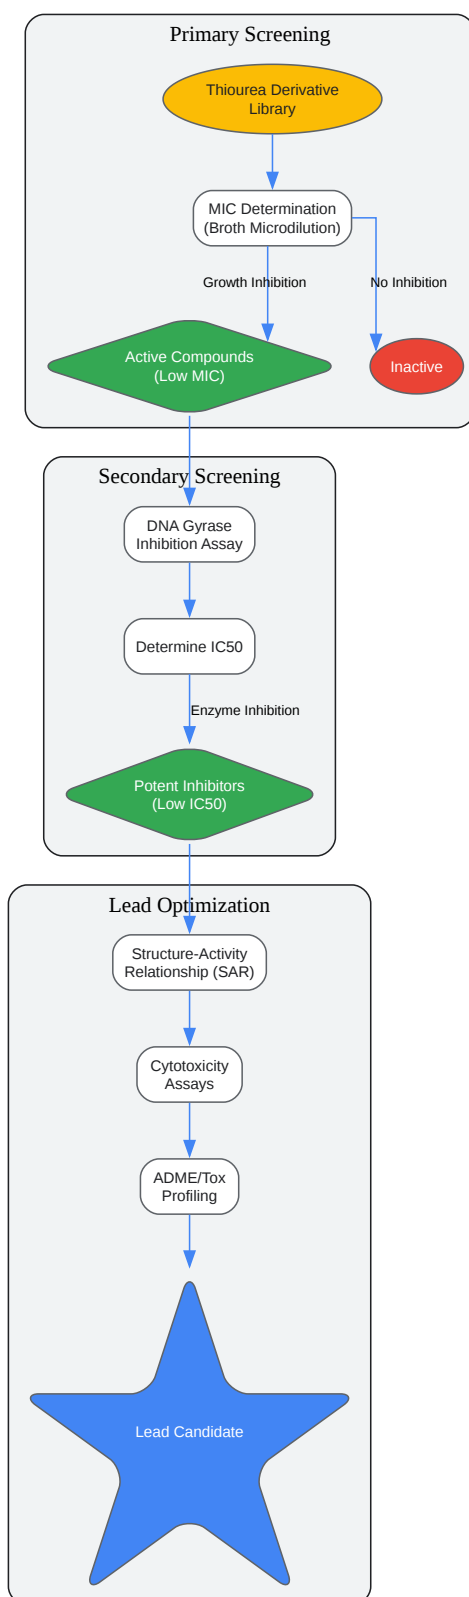 Primary Screening
Thiourea Derivative
Library
MIC Determination
(Broth Microdilution)
Growth Inhibition
No Inhibition
Active Compounds
(Low MIC)
Inactive
Secondary Screening
DNA Gyrase
Inhibition Assay
Determine IC50
Enzyme Inhibition
Potent Inhibitors
(Low IC50)
Lead Optimization
Structure-Activity
Relationship (SAR)
Cytotoxicity
Assays
ADME/Tox
Profiling
Lead Candidate